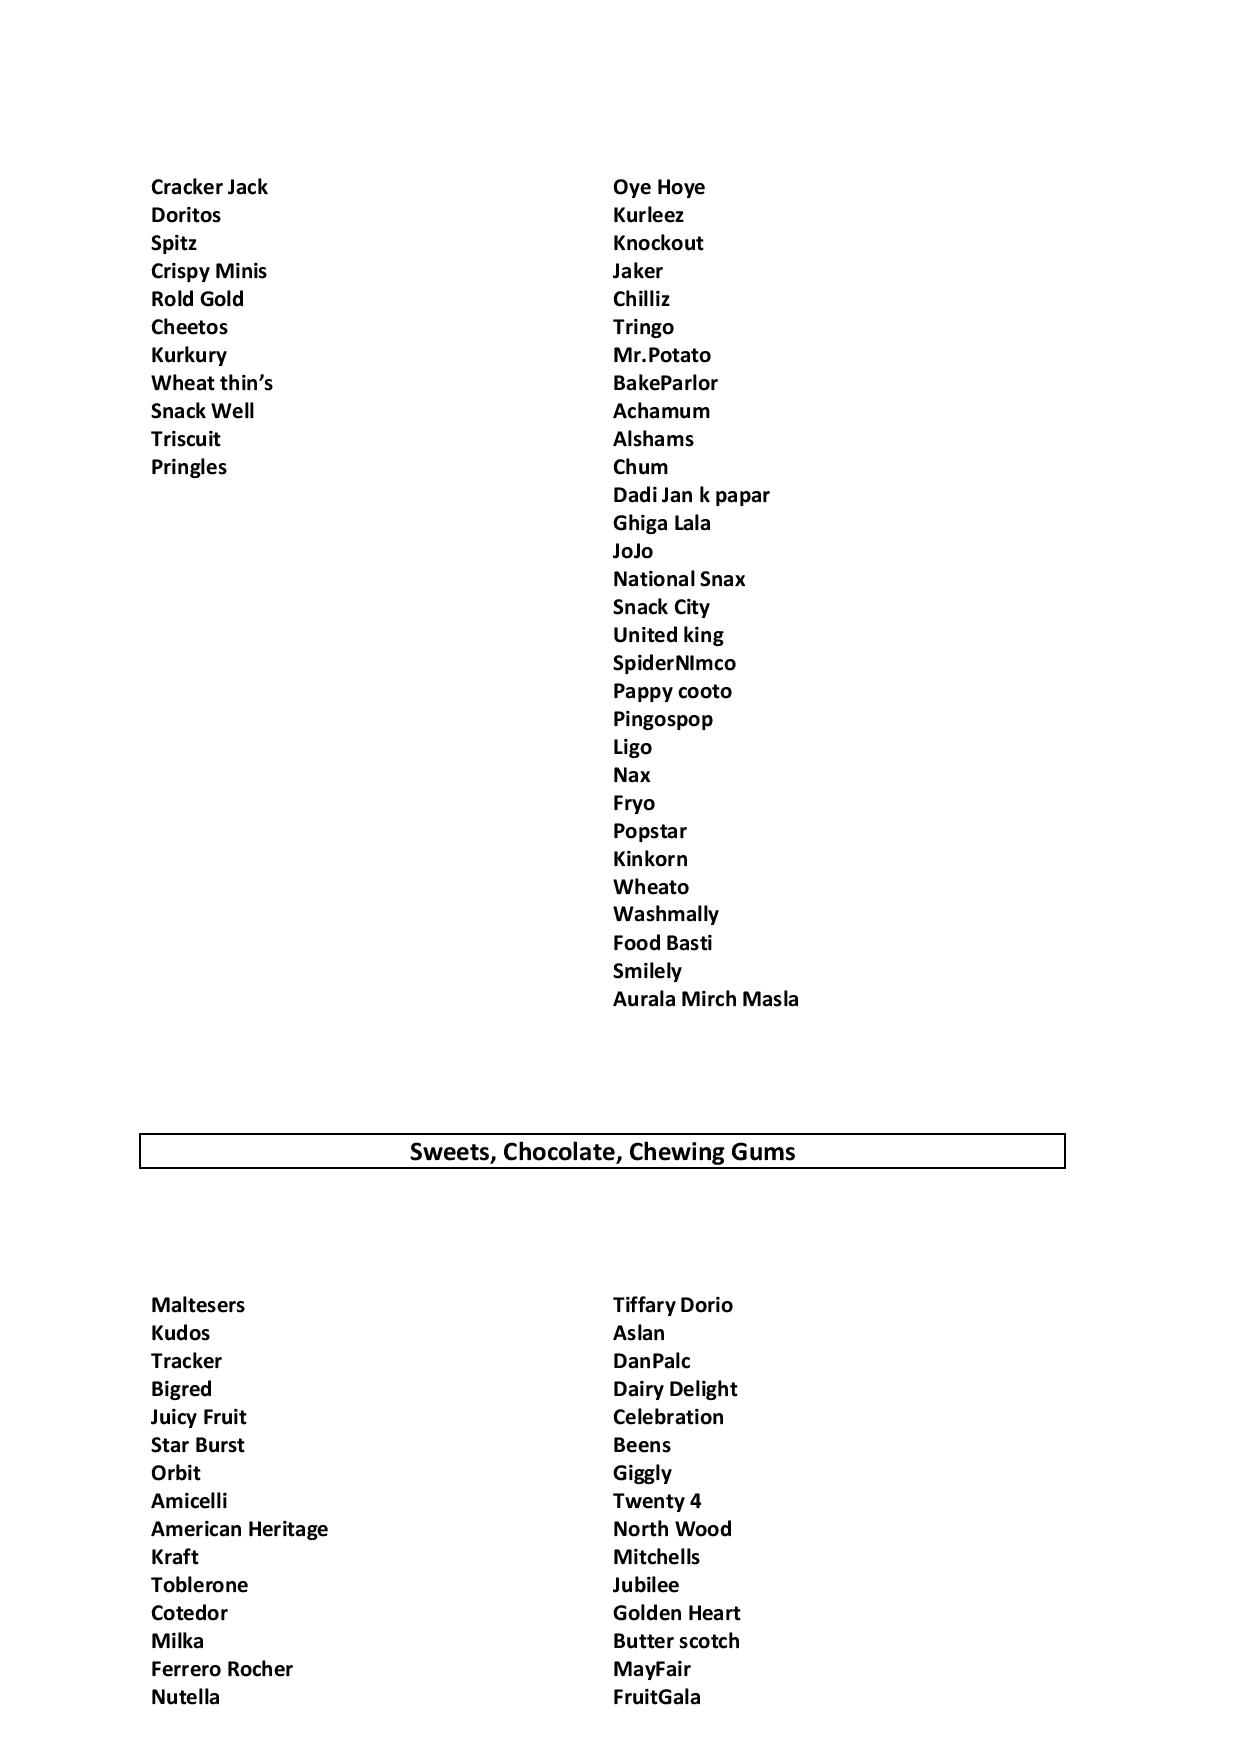 Cracker Jack
Doritos
Spitz
Crispy Minis
Rold Gold
Cheetos
Kurkury
Wheat thin’s
Snack Well
Triscuit
Pringles
Oye Hoye
Kurleez
Knockout
Jaker
Chilliz
Tringo
Mr.Potato
BakeParlor
Achamum
Alshams
Chum
Dadi Jan k papar
Ghiga Lala
JoJo
National Snax
Snack City
United king
SpiderNImco
Pappy cooto
Pingospop
Ligo
Nax
Fryo
Popstar
Kinkorn
Wheato
Washmally
Food Basti
Smilely
Aurala Mirch Masla
Sweets, Chocolate, Chewing Gums
Maltesers
Kudos
Tracker
Bigred
Juicy Fruit
Star Burst
Orbit
Amicelli
American Heritage
Kraft
Toblerone
Cotedor
Milka
Ferrero Rocher
Nutella
Tiffary Dorio
Aslan
DanPalc
Dairy Delight
Celebration
Beens
Giggly
Twenty 4
North Wood
Mitchells
Jubilee
Golden Heart
Butter scotch
MayFair
FruitGala